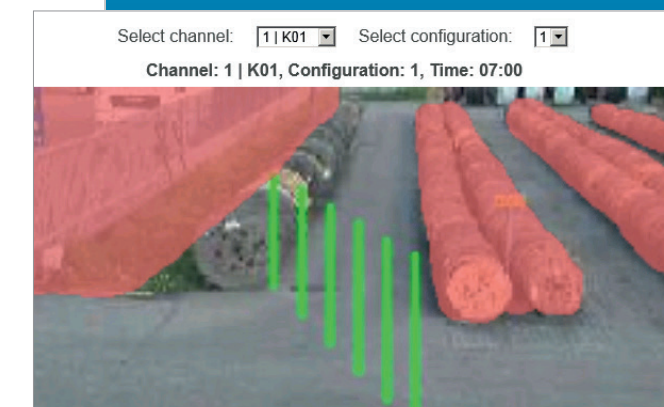 Select channel: 1 | K01 Select configuration: 1
Channel: 1 | K01, Configuration: 1, Time: 07:00